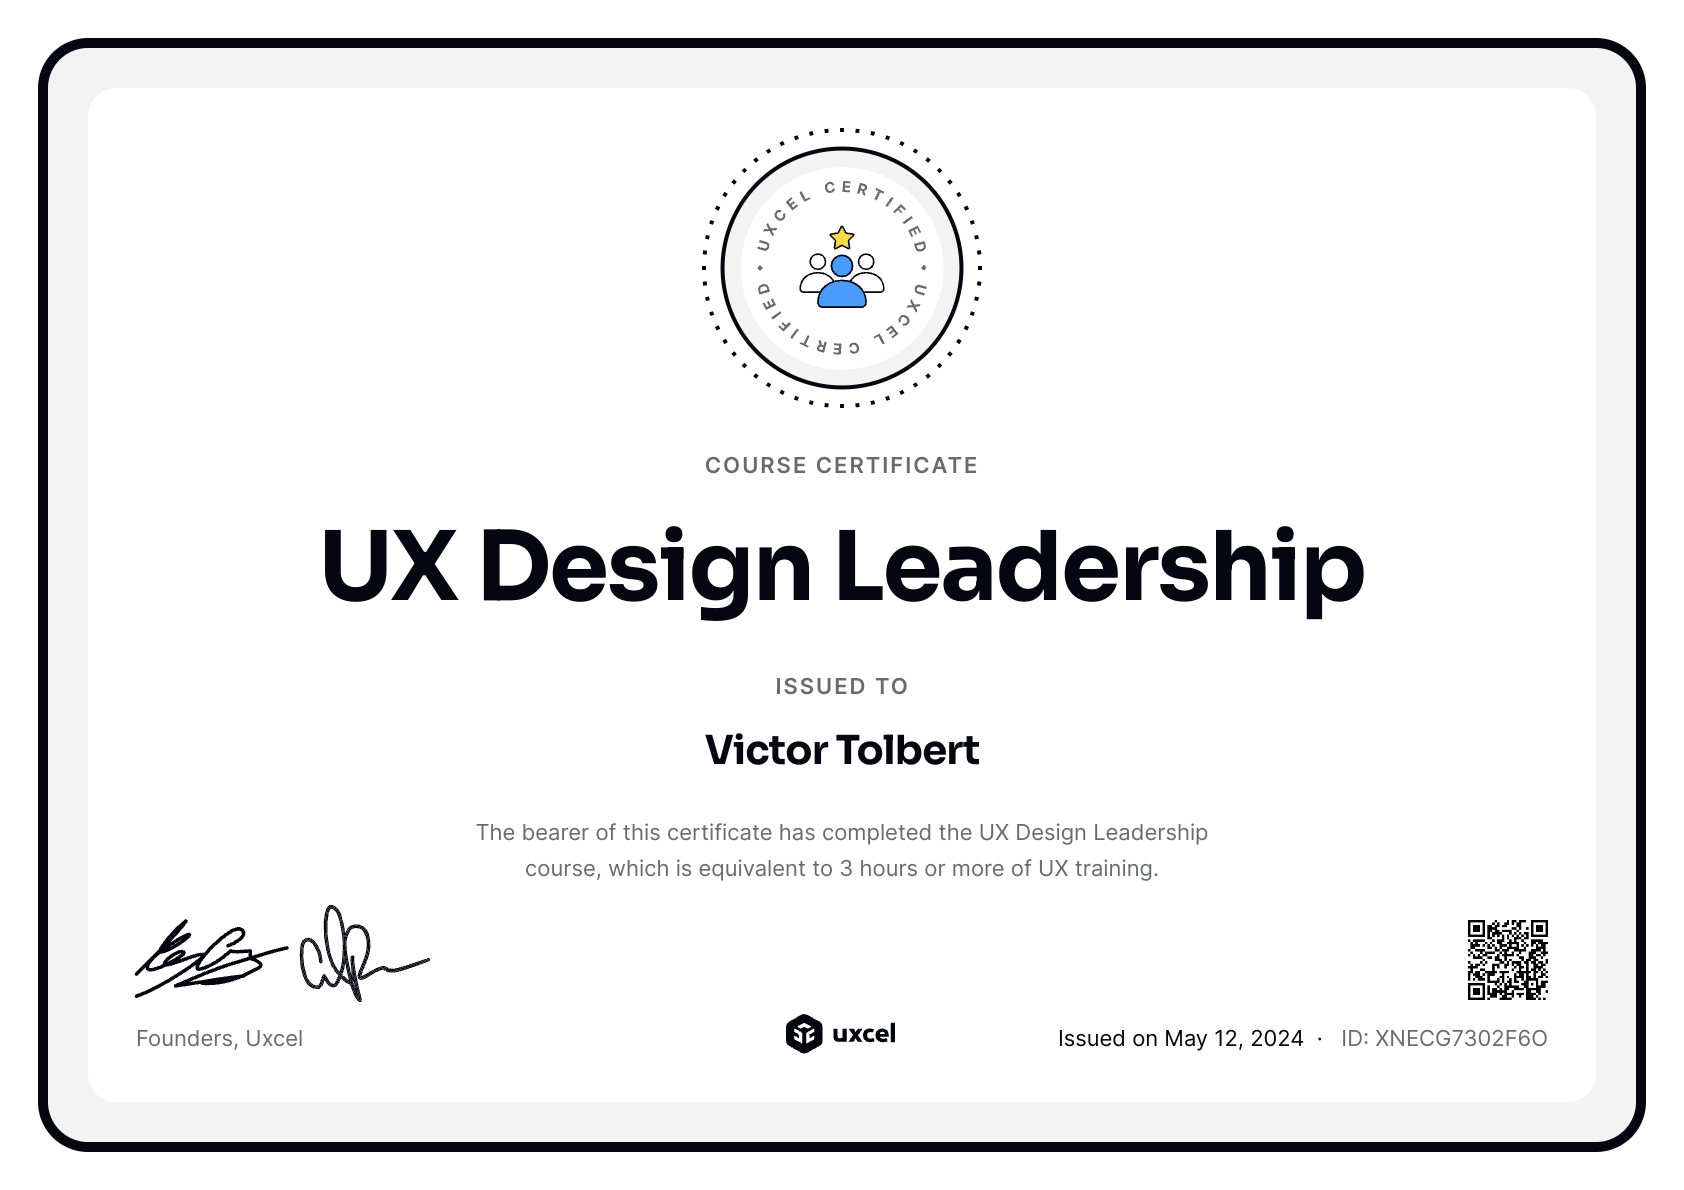 UXCEL CERTIFIED • UXCEL CERTIFIED •
COURSE CERTIFICATE
UX Design Leadership
ISSUED TO
Victor Tolbert
The bearer of this certificate has completed the UX Design Leadership
course, which is equivalent to 3 hours or more of UX training.
Founders, Uxcel
uxcel
Issued on May 12, 2024 · ID: XNECG7302F6O